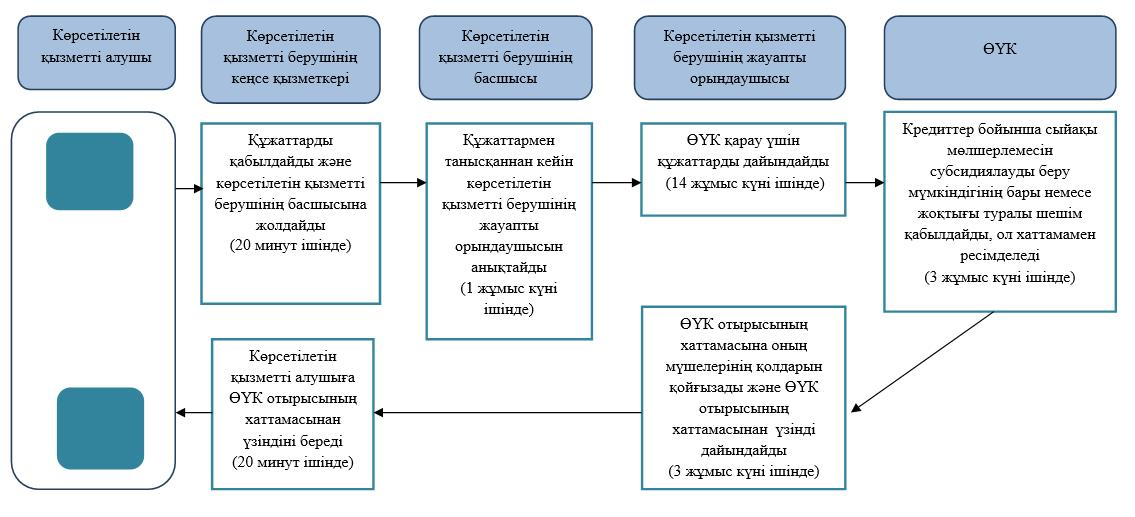 Көрсетілетін
қызметті алушы
Көрсетілетін
қызметті берушінің
кеңсе қызметкері
Көрсетілетін
қызметті берушінің
басшысы
Көрсетілетін қызметті
берушінің жауапты
орындаушысы
ӨҮК
Құжаттарды
қабылдайды және
көрсетілетін қызметті
берушінің басшысына
жолдайды
(20 минут ішінде)
Құжаттармен
танысқаннан кейін
көрсетілетін
қызметті берушінің
жауапты
орындаушысын
анықтайды
(1 жұмыс күні
ішінде)
ӨҮК қарау үшін
құжаттарды дайындайды
(14 жұмыс күні ішінде)
Кредиттер бойынша сыйақы
мөлшерлемесін
субсидиялауды беру
мүмкіндігінің бары немесе
жоқтығы туралы шешім
қабылдайды, ол хаттамамен
ресімделеді
(3 жұмыс күні ішінде)
ӨҮК отырысының
хаттамасына оның
мүшелерінің қолдарын
қойғызады және ӨҮК
отырысының
хаттамасынан үзінді
дайындайды
(3 жұмыс күні ішінде)
Көрсетілетін
қызметті алушыға
ӨҮК отырысының
хаттамасынан
үзіндіні береді
(20 минут ішінде)